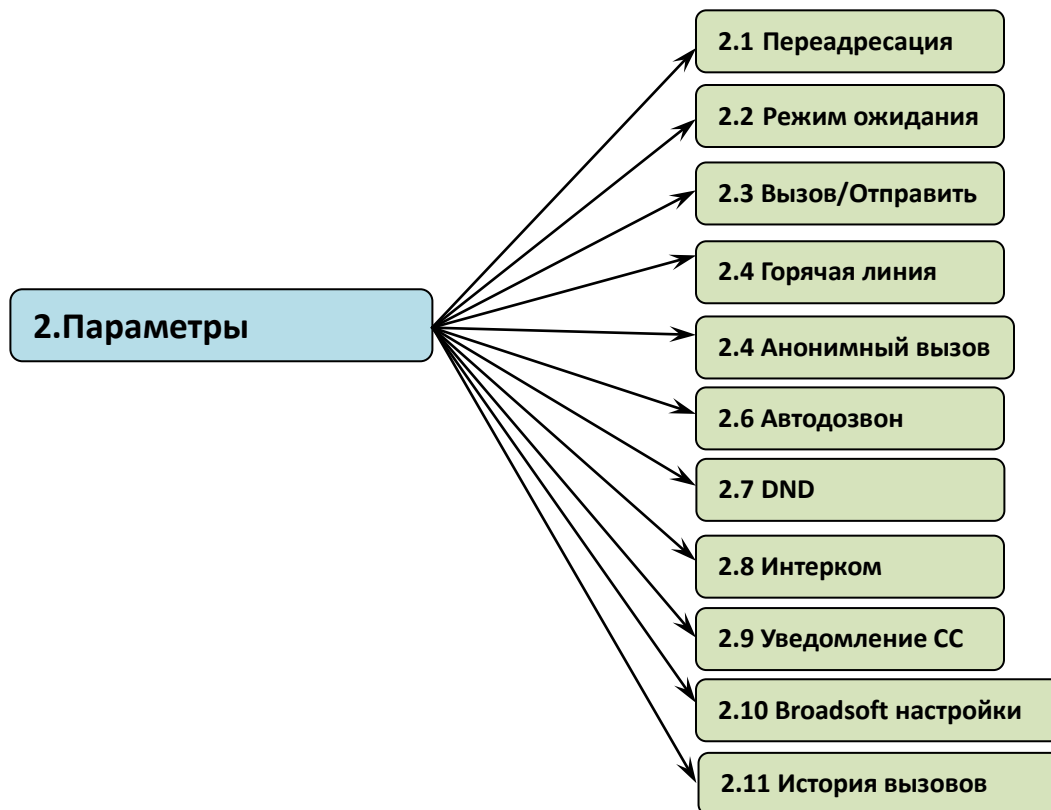 2.1 Переадресация
2.2 Режим ожидания
2.3 Вызов/Отправить
2.4 Горячая линия
2.Параметры
2.4 Анонимный вызов
2.6 Автодозвон
2.7 DND
2.8 Интерком
2.9 Уведомление СС
2.10 Broadsoft настройки
2.11 История вызовов